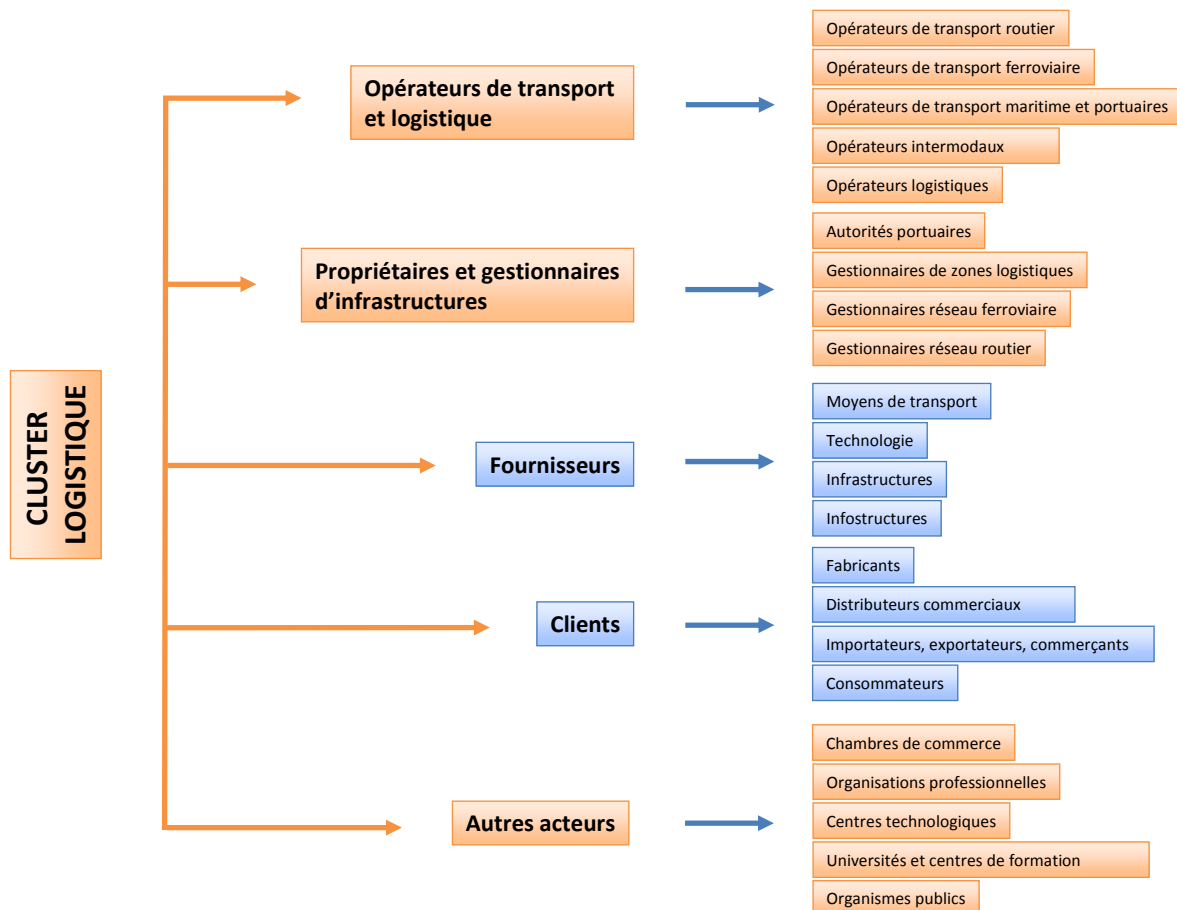 CLUSTER
LOGISTIQUE
Opérateurs de transport
et logistique
Opérateurs de transport routier
Opérateurs de transport ferroviaire
Opérateurs de transport maritime et portuaires
Opérateurs intermodaux
Opérateurs logistiques
Propriétaires et gestionnaires
d’infrastructures
Autorités portuaires
Gestionnaires de zones logistiques
Gestionnaires réseau ferroviaire
Gestionnaires réseau routier
Fournisseurs
Moyens de transport
Technologie
Infrastructures
Infostructures
Clients
Fabricants
Distributeurs commerciaux
Importateurs, exportateurs, commerçants
Consommateurs
Autres acteurs
Chambres de commerce
Organisations professionnelles
Centres technologiques
Universités et centres de formation
Organismes publics